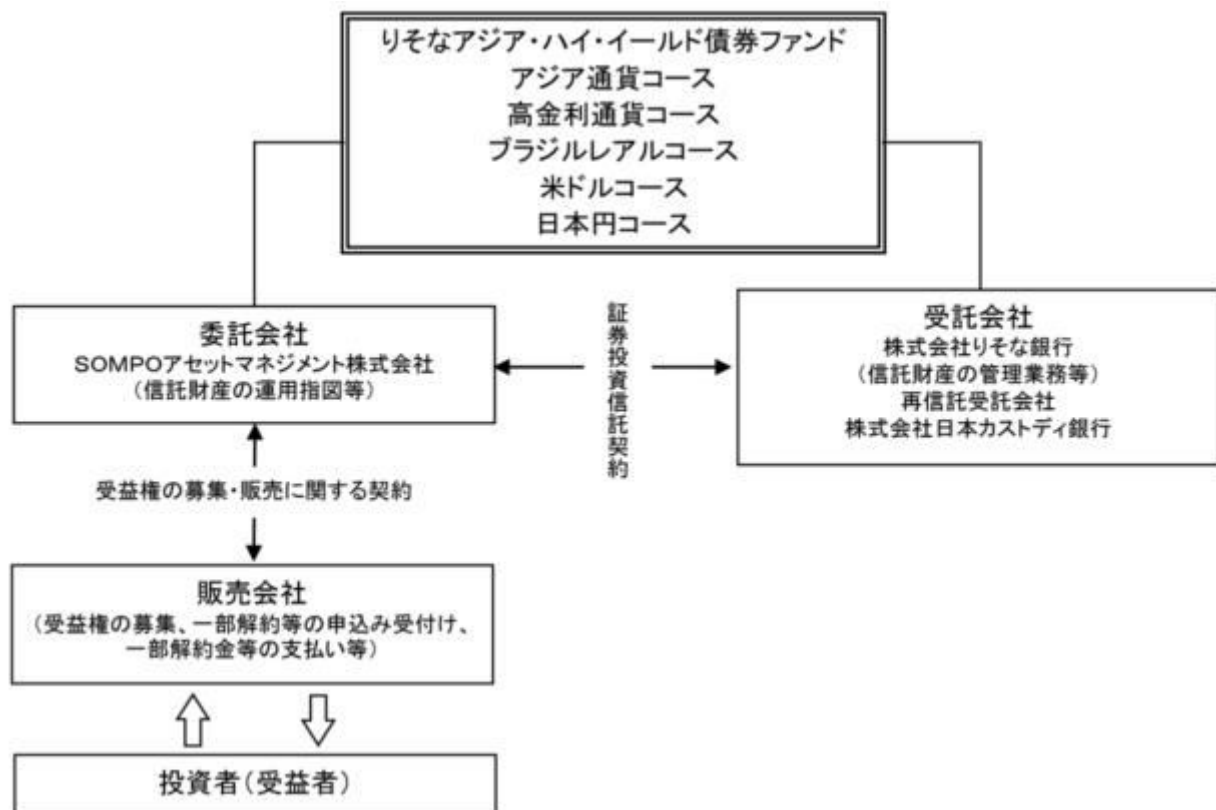 りそなアジア・ハイ・イールド債券ファンド
アジア通貨コース
高金利通貨コース
ブラジルレアルコース
米ドルコース
日本円コース
委託会社
SOMPOアセットマネジメント株式会社
(信託財産の運用指図等)
証券投資信託契約
受託会社
株式会社りそな銀行
(信託財産の管理業務等)
再信託受託会社
株式会社日本カストディ銀行
受益権の募集・販売に関する契約
販売会社
(受益権の募集、一部解約等の申込み受付け、
一部解約金等の支払い等)
投資者(受益者)